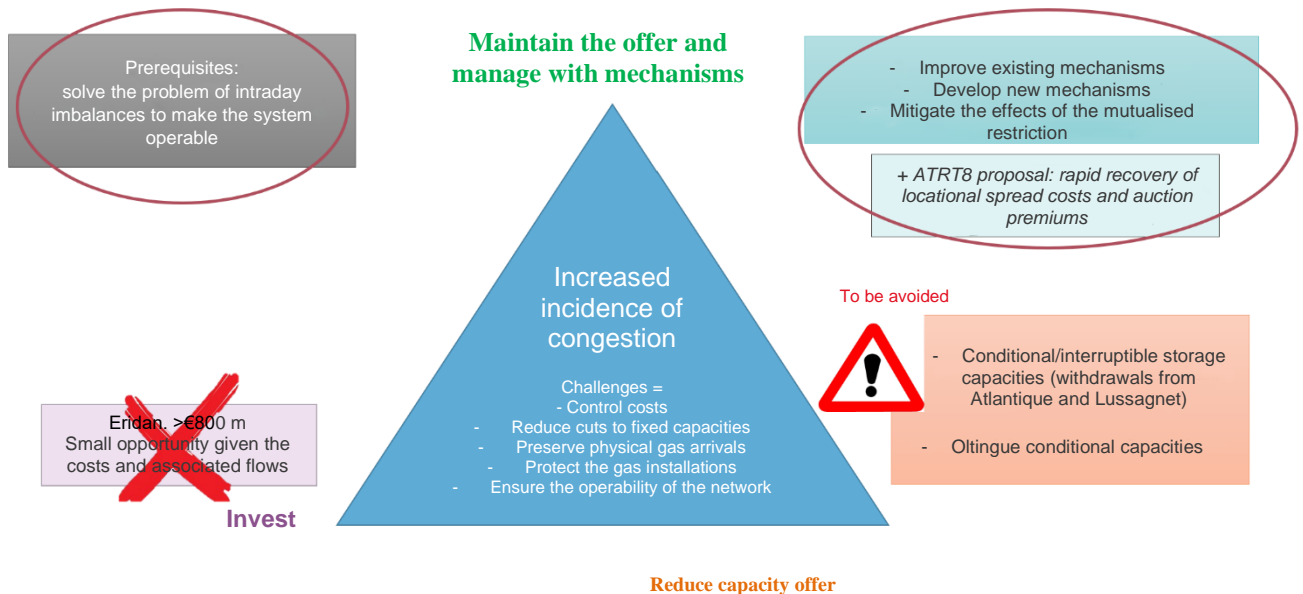 Prerequisites:
solve the problem of intraday
imbalances to make the system
operable
Maintain the offer and
manage with mechanisms
- Improve existing mechanisms
- Develop new mechanisms
- Mitigate the effects of the mutualised
restriction
+ ATRT8 proposal: rapid recovery of
locational spread costs and auction
premiums
Increased
incidence of
congestion
Challenges =
- Control costs
- Reduce cuts to fixed capacities
- Preserve physical gas arrivals
- Protect the gas installations
- Ensure the operability of the network
To be avoided
- Conditional/interruptible storage
capacities (withdrawals from
Atlantique and Lussagnet)
- Oltingue conditional capacities
Eridan. >€800 m
Small opportunity given the
costs and associated flows
Invest
Reduce capacity offer